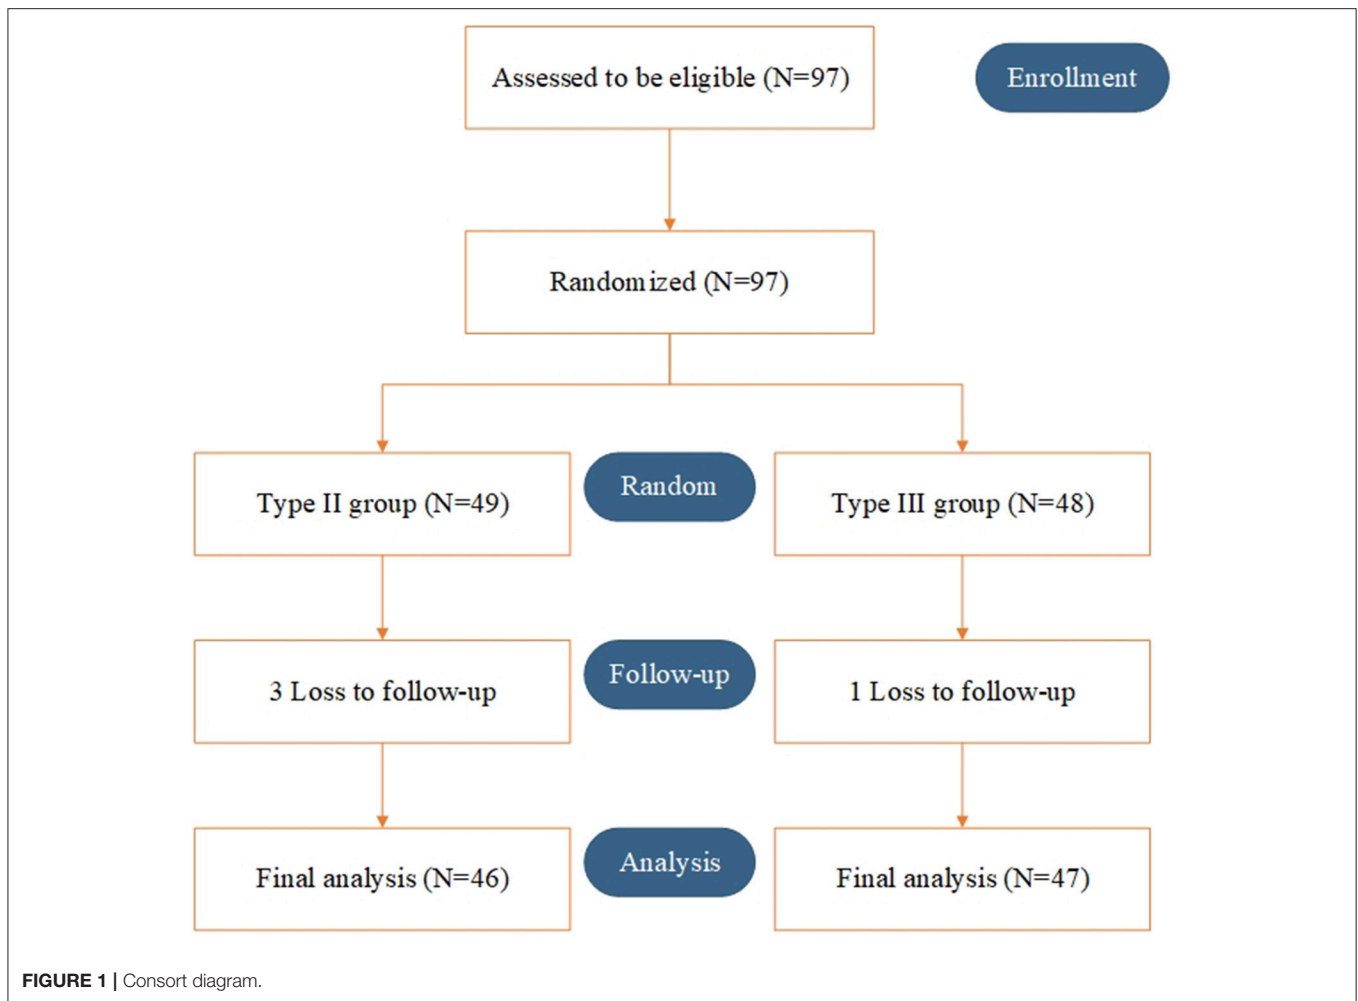 Assessed to be eligible (N=97)
Enrollment
Randomized (N=97)
Type II group (N=49)
Random
Type III group (N=48)
3 Loss to follow-up
Follow-up
1 Loss to follow-up
Final analysis (N=46)
Analysis
Final analysis (N=47)
FIGURE 1 | Consort diagram.